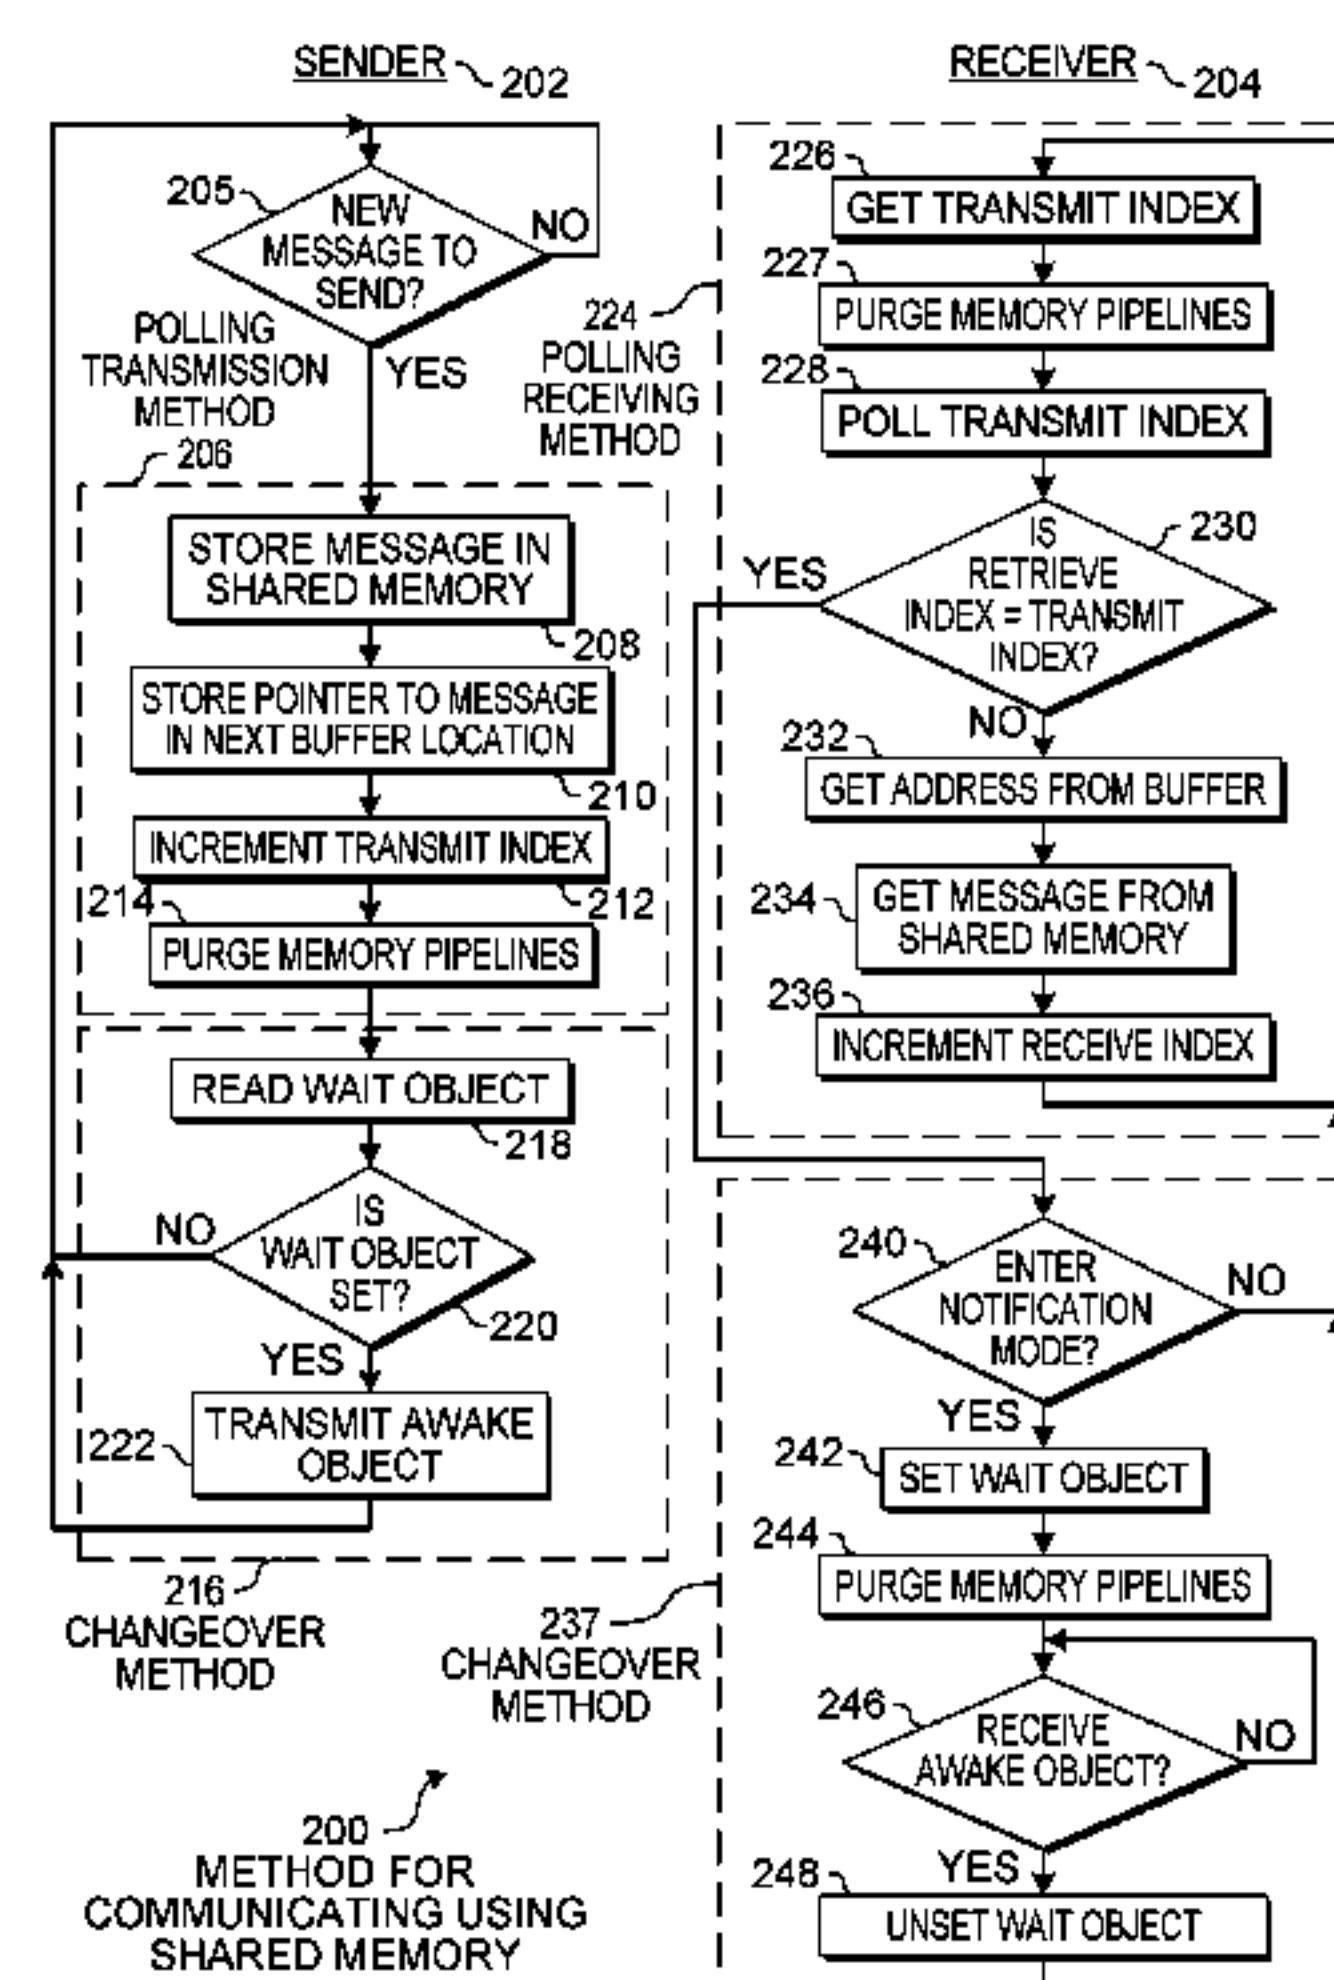 SENDER 202
205
NEW
MESSAGE TO
SEND?
NO
YES
POLLING
TRANSMISSION
METHOD
206
STORE MESSAGE IN
SHARED MEMORY
208
STORE POINTER TO MESSAGE
IN NEXT BUFFER LOCATION
210
INCREMENT TRANSMIT INDEX
212
214
PURGE MEMORY PIPELINES
READ WAIT OBJECT
218
IS
WAIT OBJECT
SET?
NO
220
YES
222
TRANSMIT AWAKE
OBJECT
216
CHANGEOVER
METHOD
200
METHOD FOR
COMMUNICATING USING
SHARED MEMORY
RECEIVER 204
226
GET TRANSMIT INDEX
227
PURGE MEMORY PIPELINES
224
POLLING
RECEIVING
METHOD
228
POLL TRANSMIT INDEX
230
IS
RETRIEVE
INDEX = TRANSMIT
INDEX?
YES
NO
232
GET ADDRESS FROM BUFFER
234
GET MESSAGE FROM
SHARED MEMORY
236
INCREMENT RECEIVE INDEX
240
ENTER
NOTIFICATION
MODE?
NO
YES
242
SET WAIT OBJECT
244
PURGE MEMORY PIPELINES
237
CHANGEOVER
METHOD
246
RECEIVE
AWAKE OBJECT?
NO
YES
248
UNSET WAIT OBJECT